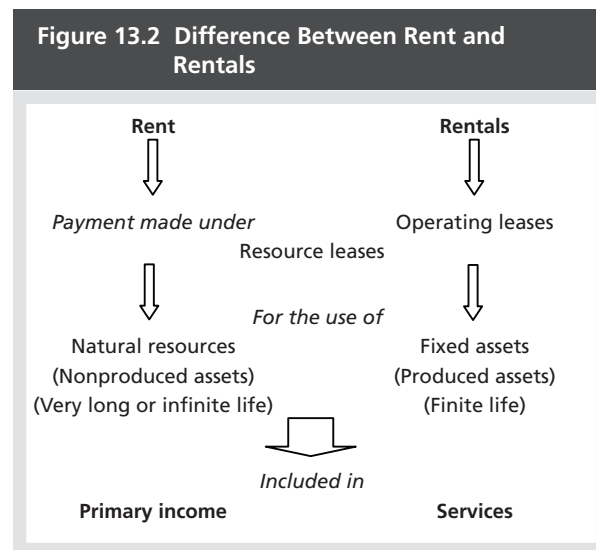 Figure 13.2 Difference Between Rent and
Rentals
Rent Rentals
Payment made under Operating leases
Resource leases
For the use of
Natural resources Fixed assets
(Nonproduced assets) (Produced assets)
(Very long or infinite life) (Finite life)
Included in
Primary income Services